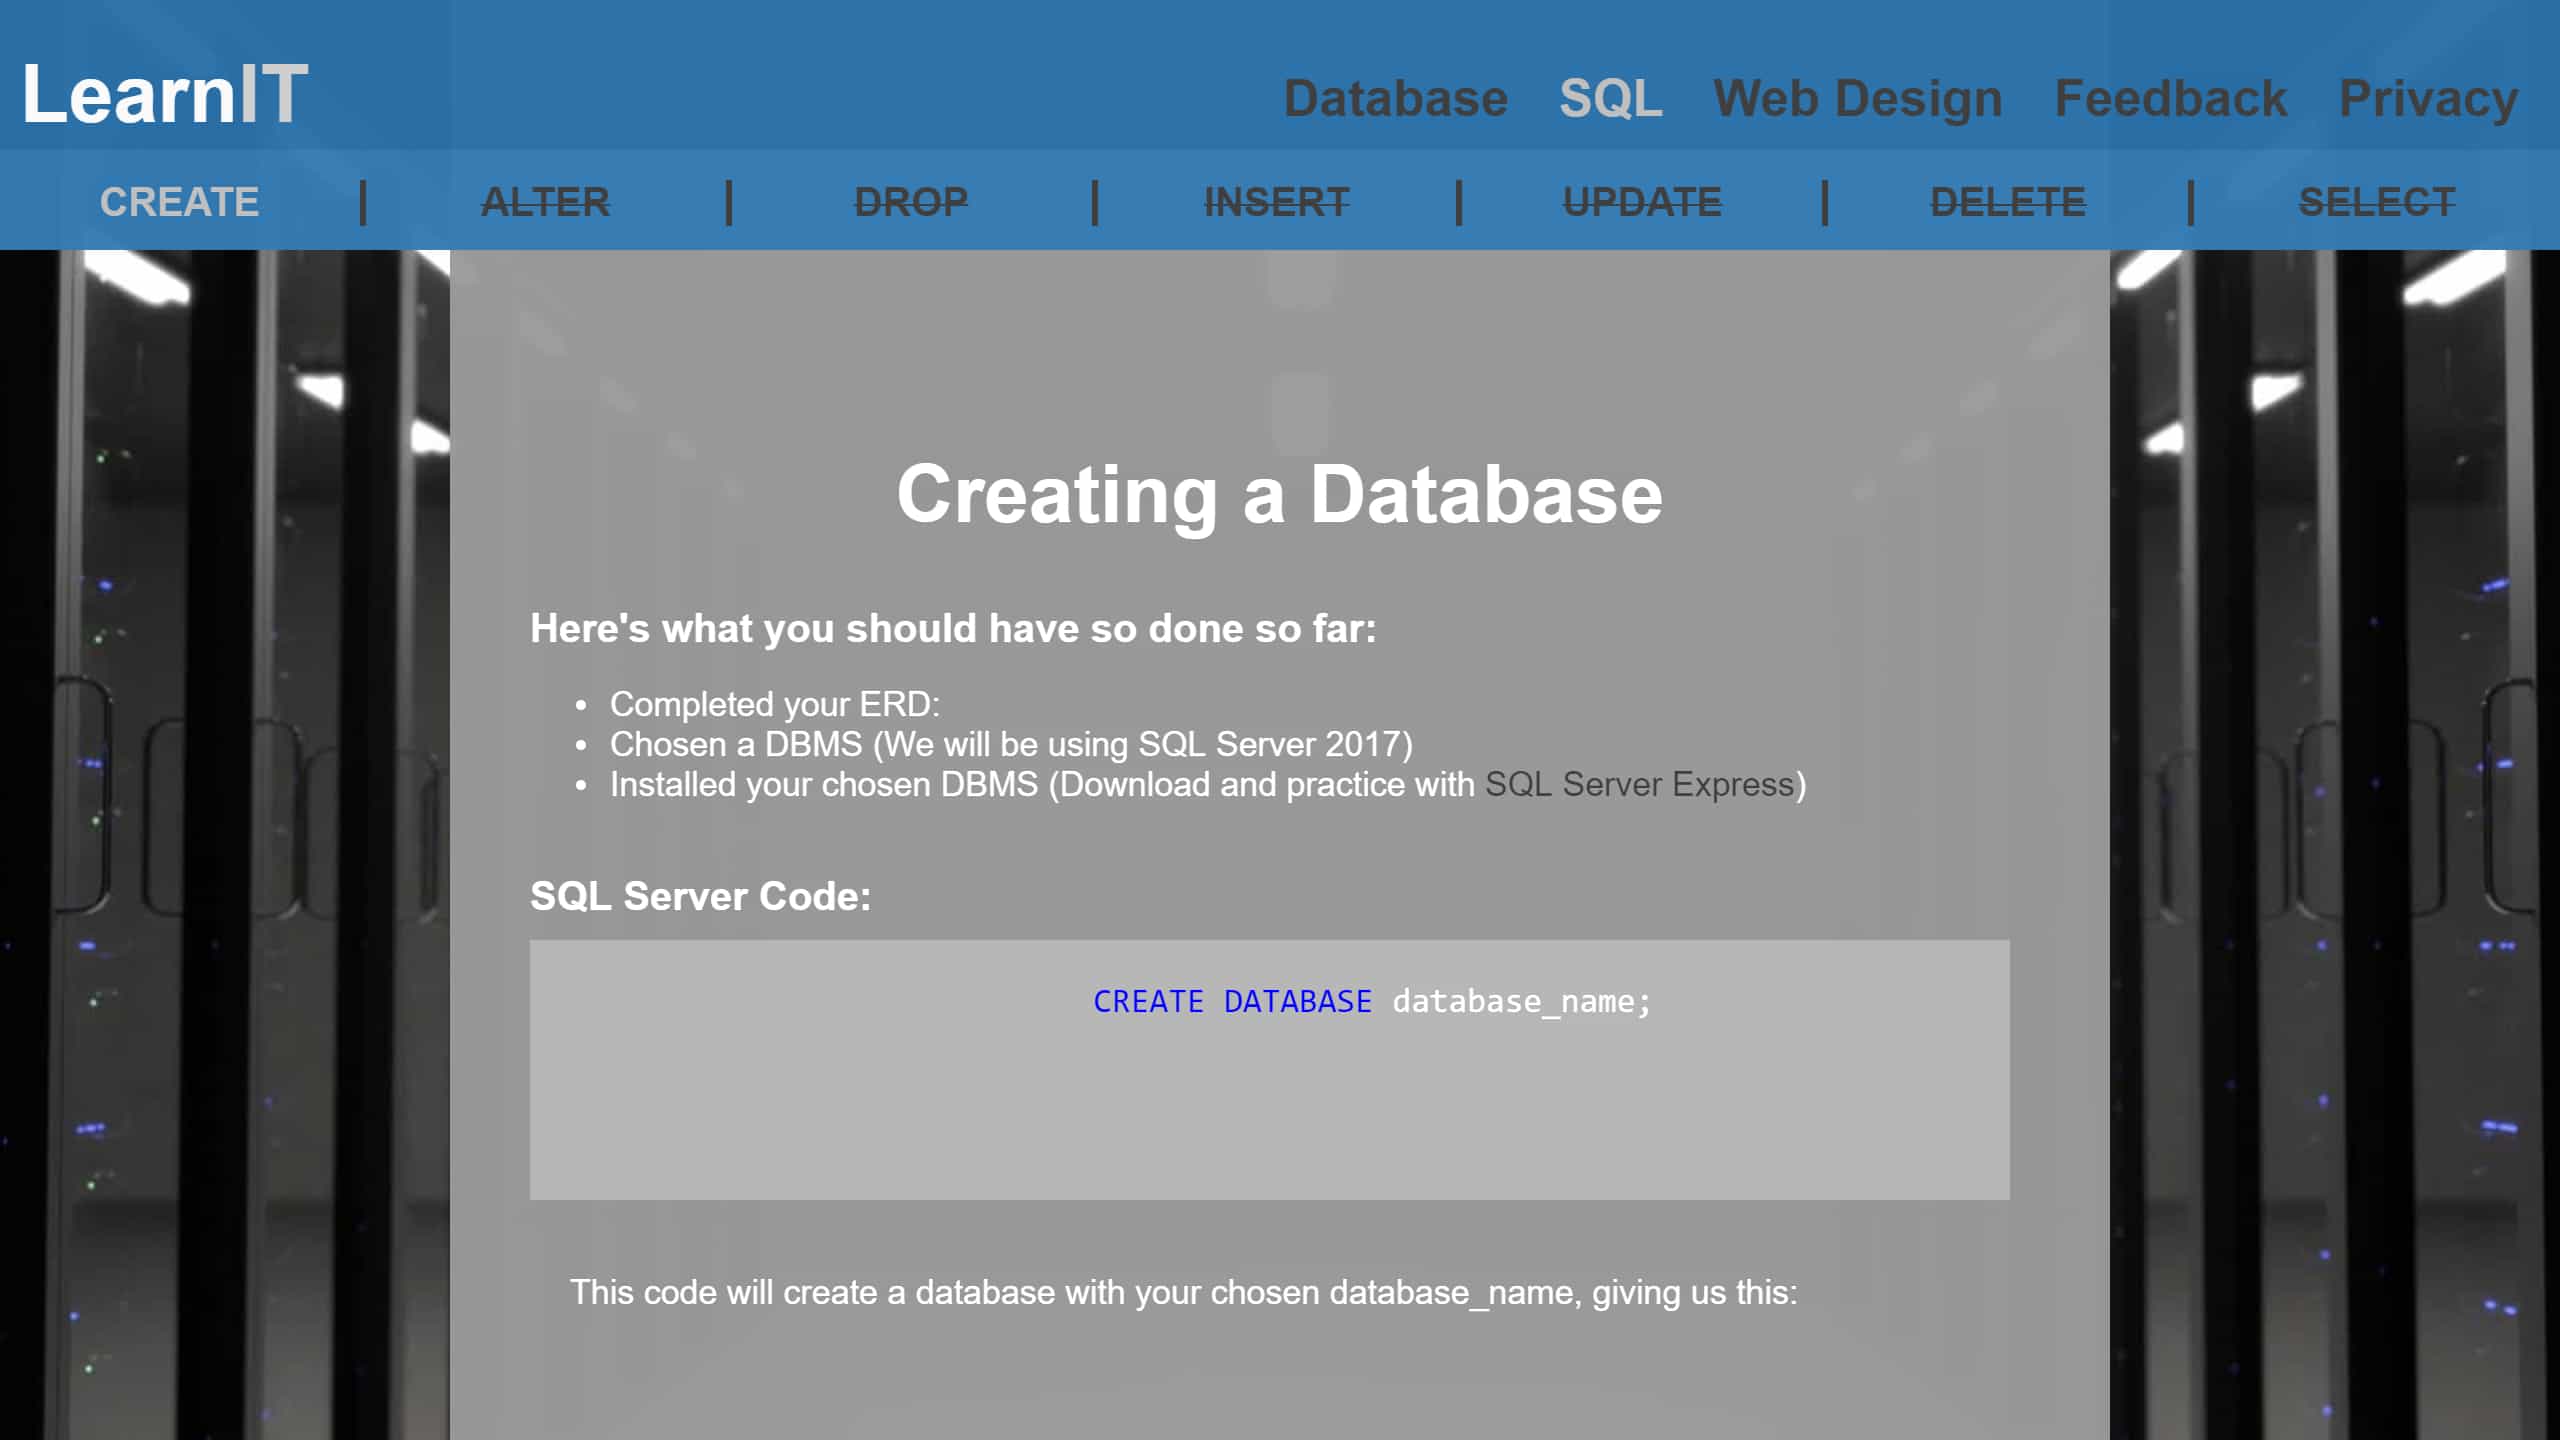 LearnIT
Database SQL Web Design Feedback Privacy
CREATE | ALTER | DROP | INSERT | UPDATE | DELETE | SELECT
Creating a Database
Here's what you should have so done so far:
• Completed your ERD:
• Chosen a DBMS (We will be using SQL Server 2017)
• Installed your chosen DBMS (Download and practice with SQL Server Express)
SQL Server Code:
CREATE DATABASE database_name;
This code will create a database with your chosen database_name, giving us this: